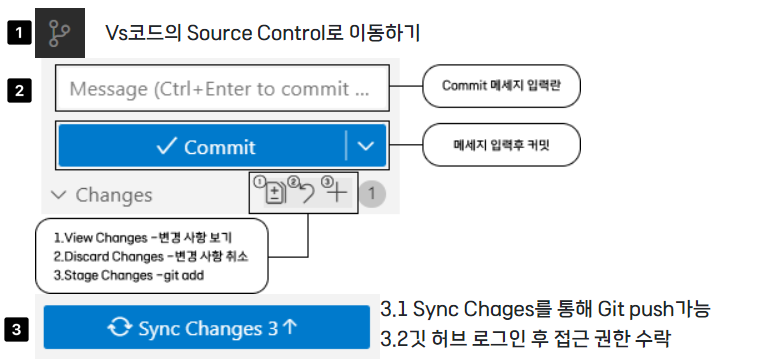 1 Vs코드의 Source Control로 이동하기
2 Message (Ctrl+Enter to commit ... Commit 메세지 입력란
Commit 메세지 입력후 커밋
Changes 1 2 3 1
1.View Changes -변경 사항 보기
2.Discard Changes -변경 사항 취소
3.Stage Changes -git add
3 Sync Changes 3↑ 3.1 Sync Chages를 통해 Git push가능
3.2깃 허브 로그인 후 접근 권한 수락